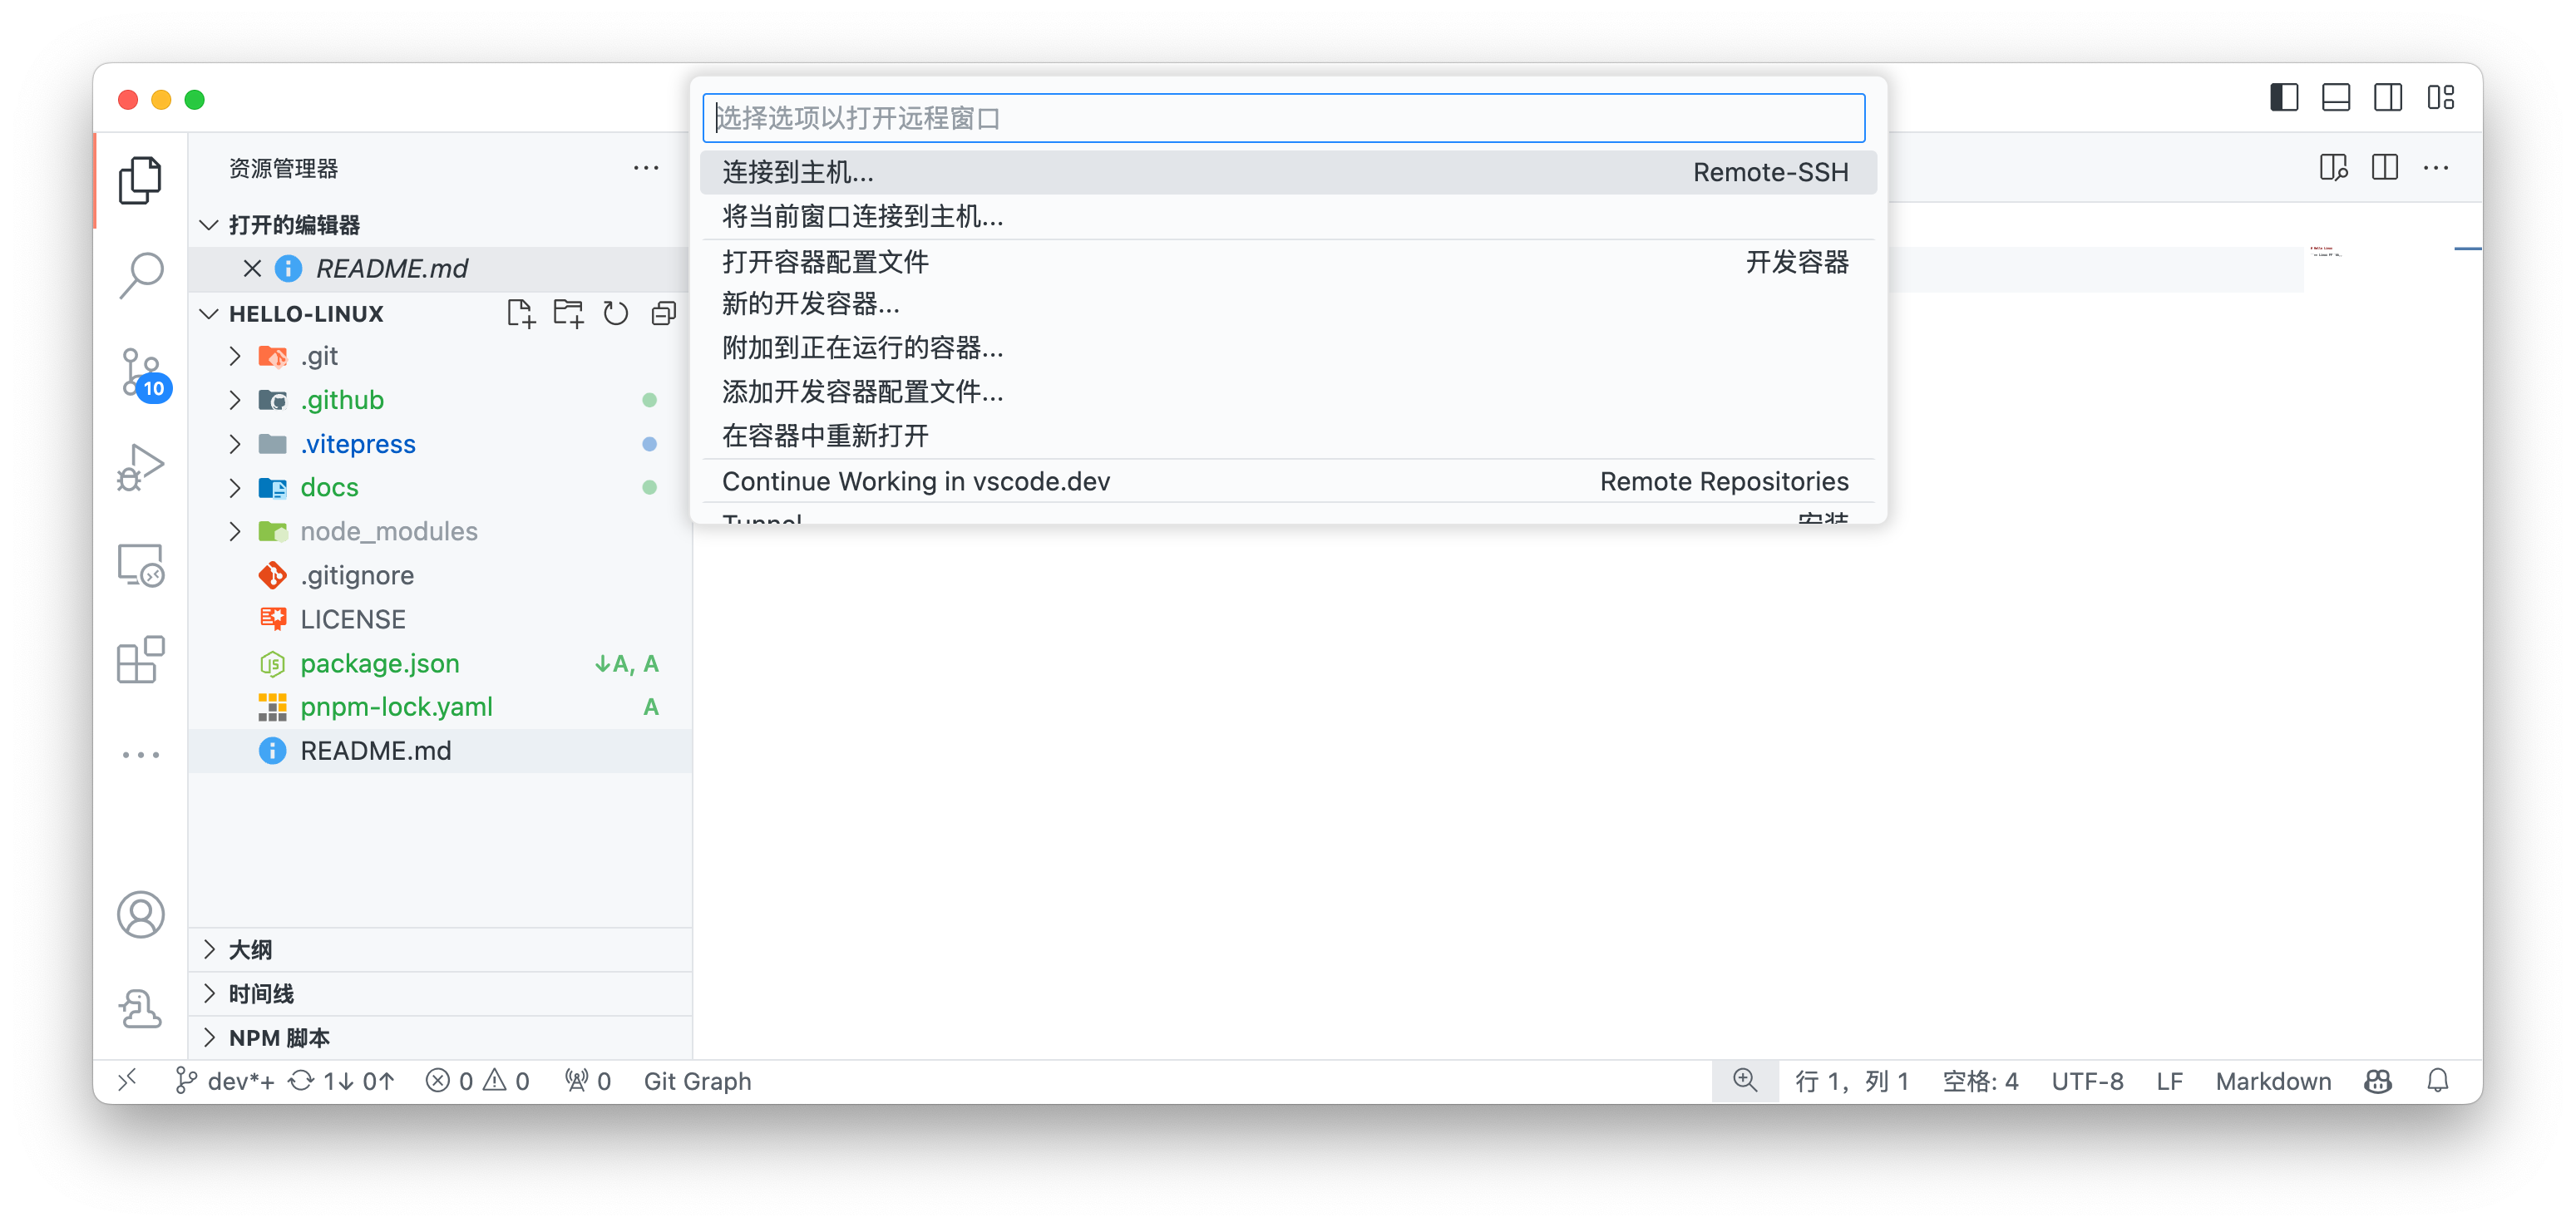 选择选项以打开远程窗口
连接到主机... Remote-SSH
将当前窗口连接到主机...
打开容器配置文件 开发容器
新的开发容器...
附加到正在运行的容器...
添加开发容器配置文件...
在容器中重新打开
Continue Working in vscode.dev Remote Repositories
Tunnel 安装
资源管理器
打开的编辑器
README.md
HELLO-LINUX
.git
.github
.vitepress
docs
node_modules
.gitignore
LICENSE
package.json ↓A, A
pnpm-lock.yaml A
README.md
10
大纲
时间线
NPM 脚本
dev*+ 1↓ 0↑ 0 0 0 Git Graph 行 1，列 1 空格: 4 UTF-8 LF Markdown